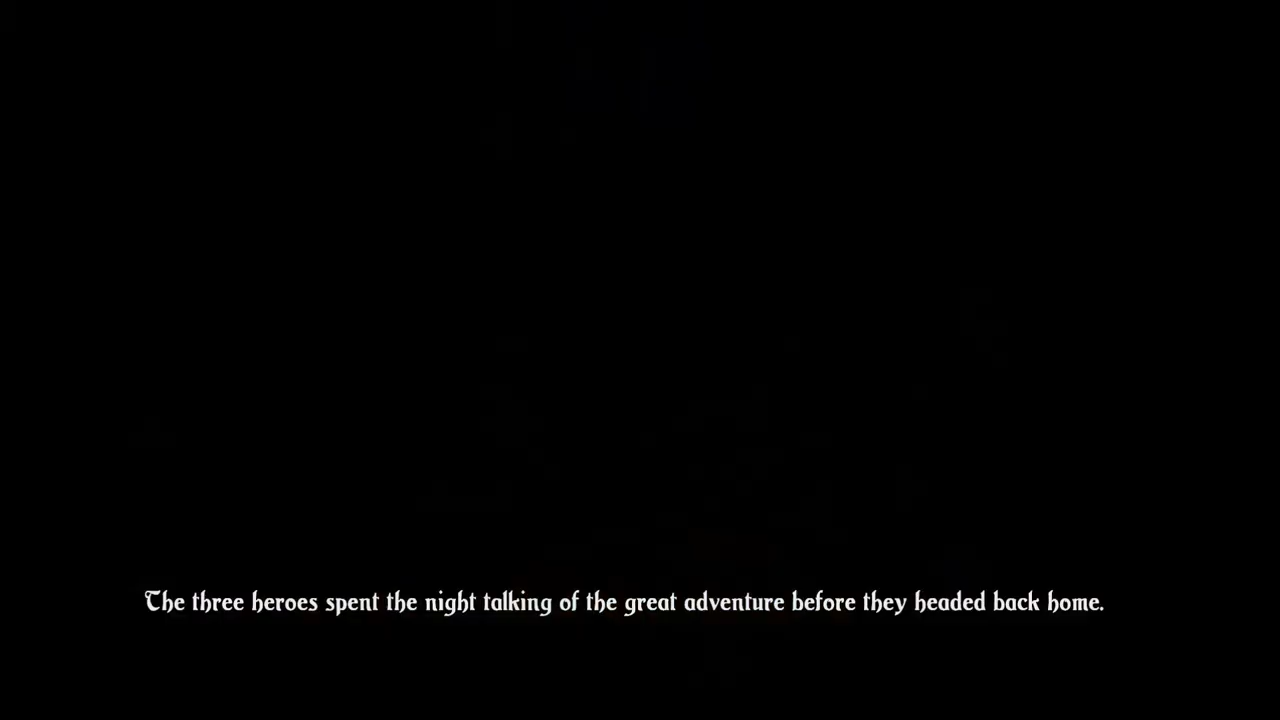 The three heroes spent the night talking of the great adventure before they headed back home.